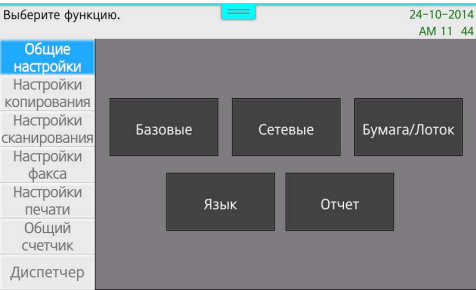 Выберите функцию.
24-10-2014
AM 11 44
Общие
настройки
Настройки
копирования
Настройки
сканирования
Настройки
факса
Настройки
печати
Общий
счетчик
Диспетчер
Базовые
Сетевые
Бумага/Лоток
Язык
Отчет